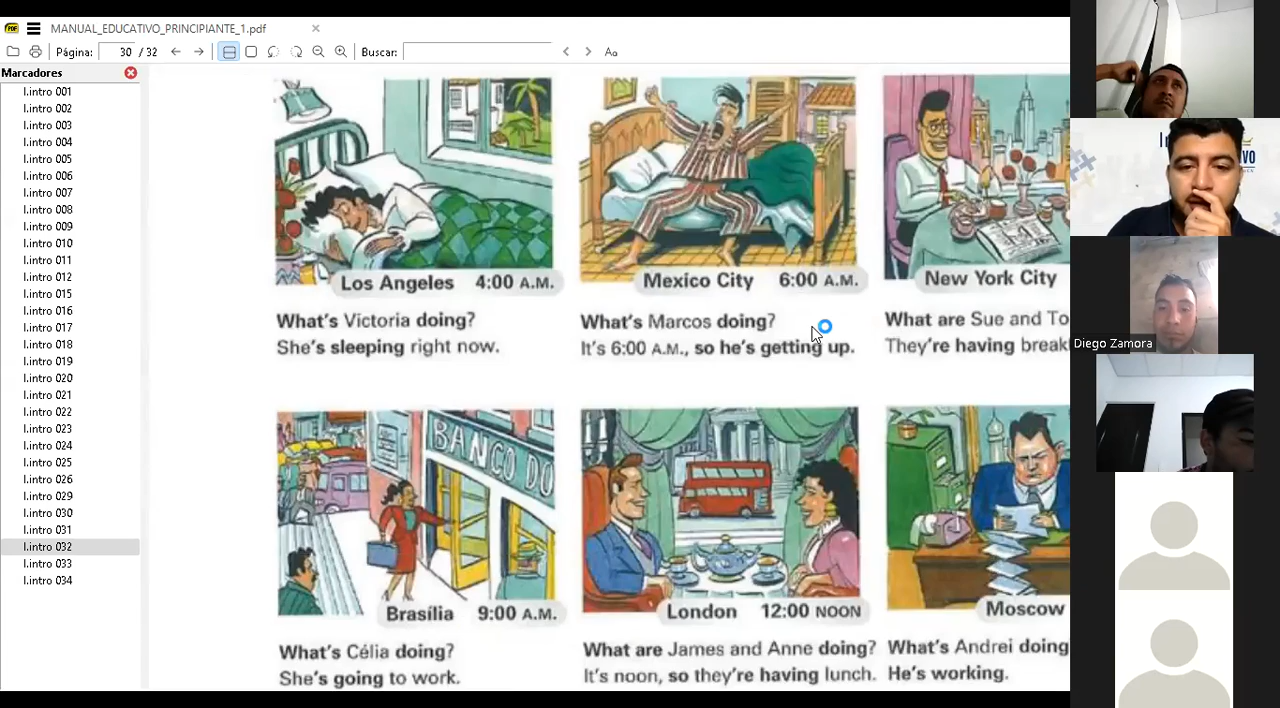 MANUAL_EDUCATIVO_PRINCIPIANTE_1.pdf
Página: 30 / 32 Buscar: Aa
Marcadores
I.intro 001
I.intro 002
I.intro 003
I.intro 004
I.intro 005
I.intro 006
I.intro 007
I.intro 008
I.intro 009
I.intro 010
I.intro 011
I.intro 012
I.intro 015
I.intro 016
I.intro 017
I.intro 018
I.intro 019
I.intro 020
I.intro 021
I.intro 022
I.intro 023
I.intro 024
I.intro 025
I.intro 026
I.intro 029
I.intro 030
I.intro 031
I.intro 032
I.intro 033
I.intro 034
Los Angeles 4:00 A.M.
What's Victoria doing?
She's sleeping right now.
Mexico City 6:00 A.M.
What's Marcos doing?
It's 6:00 A.M., so he's getting up.
New York City
What are Sue and To
They're having break
BANCO DO
Brasília 9:00 A.M.
What's Célia doing?
She's going to work.
London 12:00 NOON
What are James and Anne doing?
It's noon, so they're having lunch.
Moscow
What's Andrei doing
He's working.
Diego Zamora